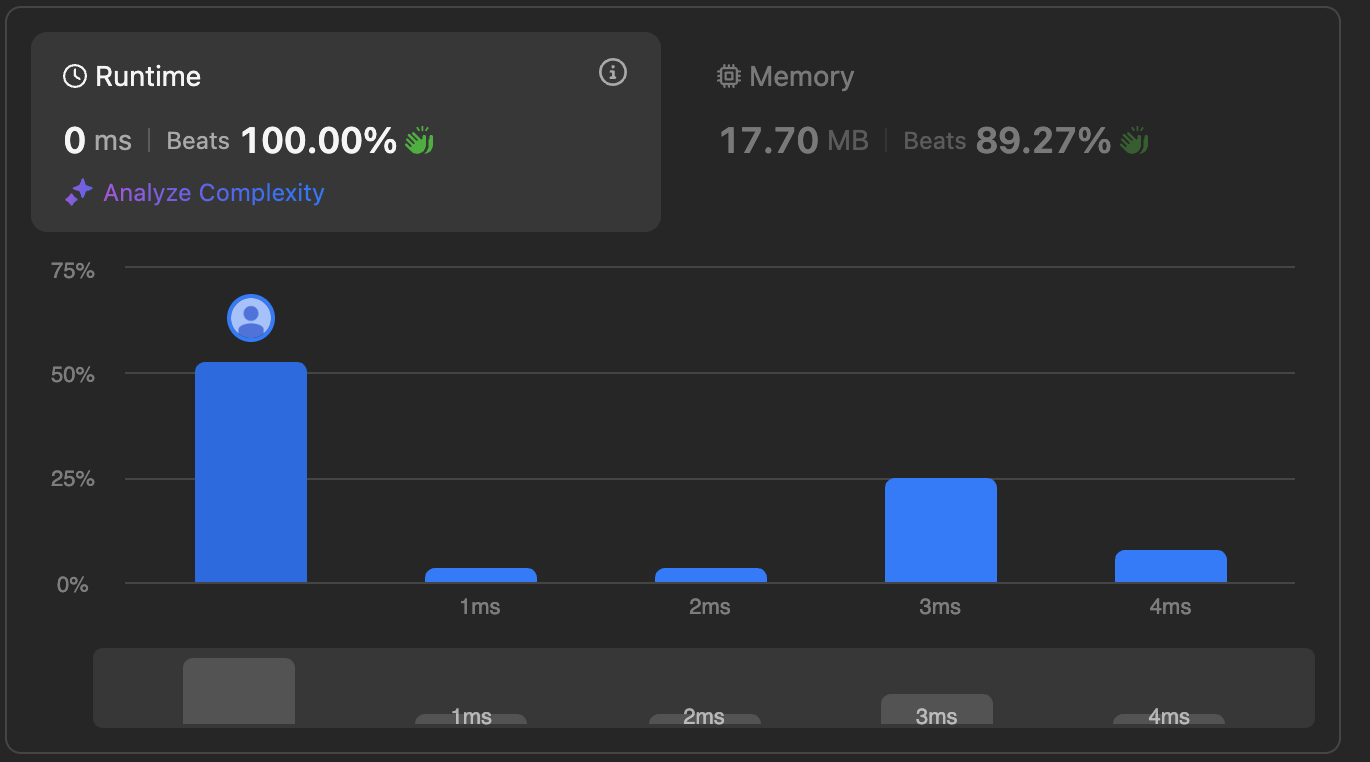 Runtime
0 ms | Beats 100.00%
Analyze Complexity
Memory
17.70 MB | Beats 89.27%
75%
50%
25%
0%
1ms 2ms 3ms 4ms
1ms 2ms 3ms 4ms